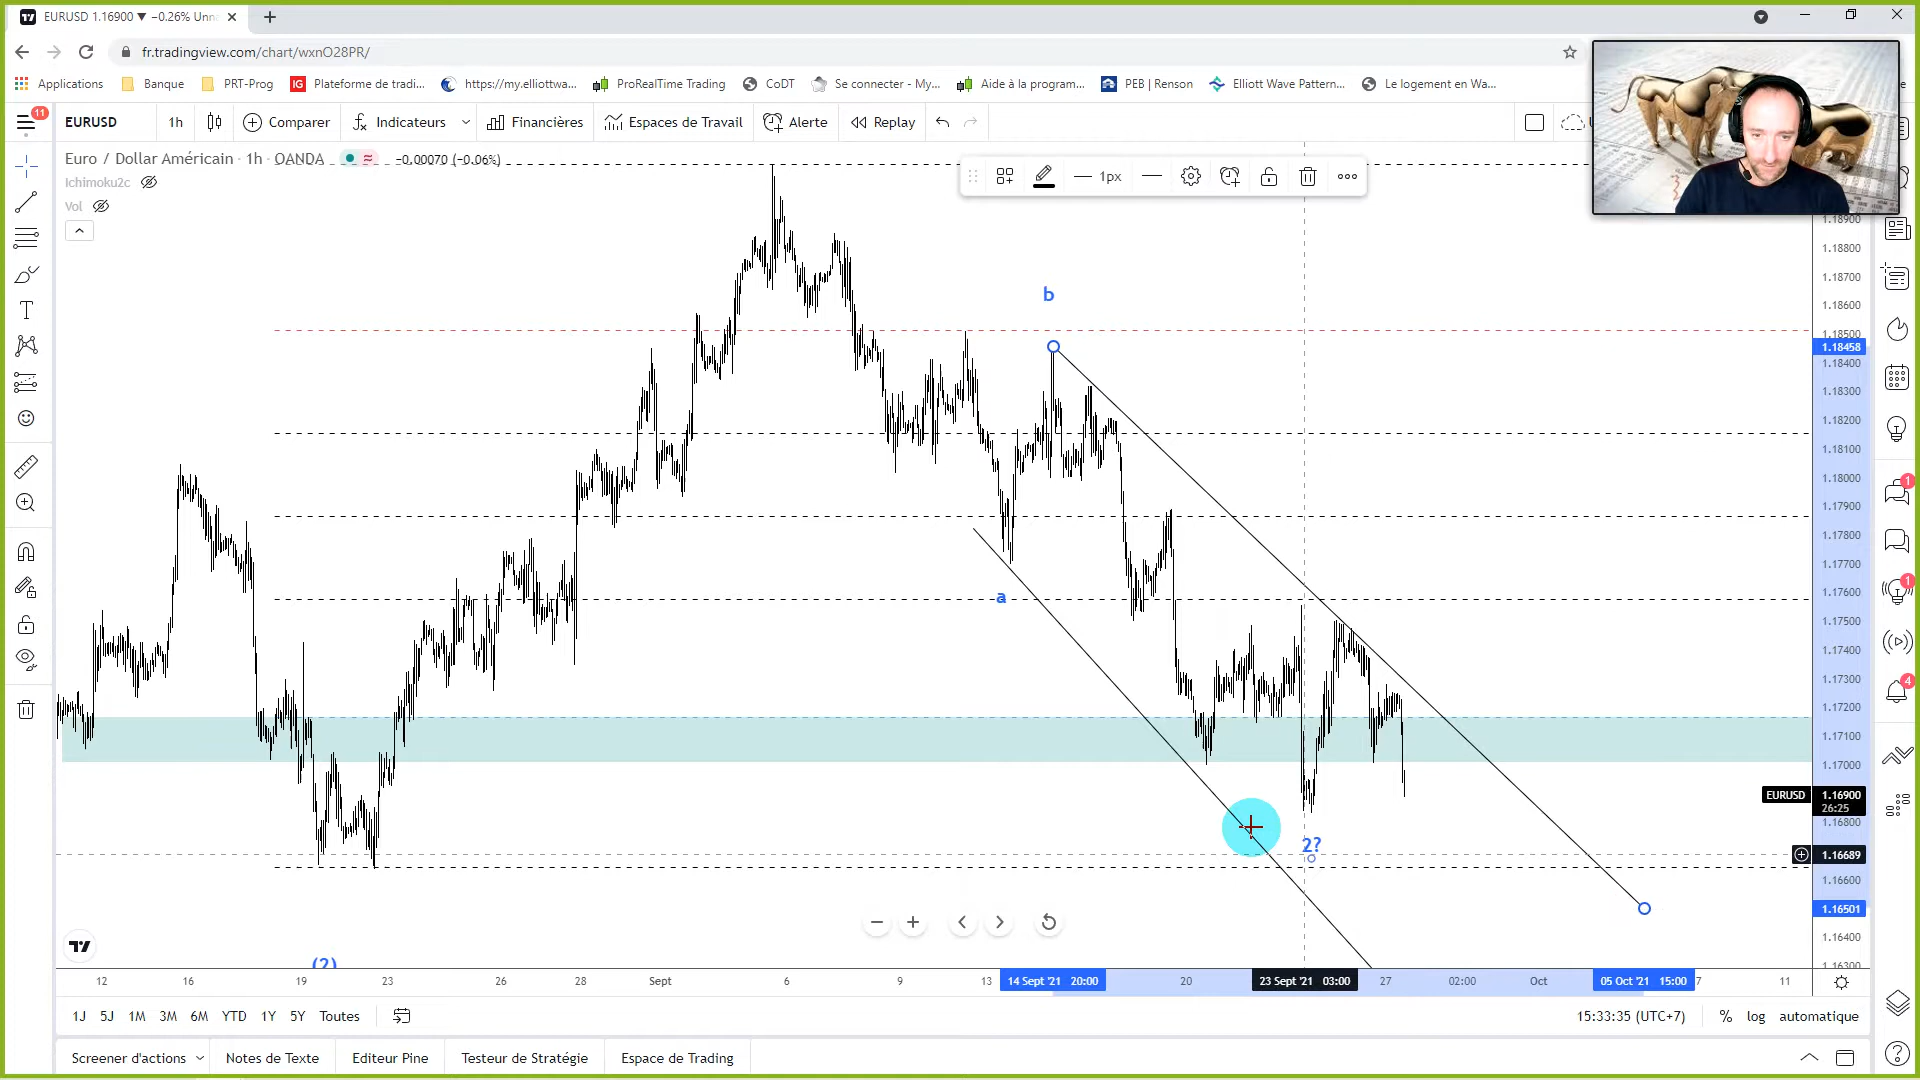 EURUSD 1.16900 ▼ −0.26% Unn
fr.tradingview.com/chart/wxnO28PR/
Applications Banque PRT-Prog IG Plateforme de tradi... https://my.elliottwa... ProRealTime Trading CoDT Se connecter - My... Aide à la program... PEB | Renson Elliott Wave Pattern... Le logement en Wa...
11
EURUSD 1h Comparer Indicateurs Financières Espaces de Travail Alerte Replay
Euro / Dollar Américain · 1h · OANDA −0.00070 (−0.06%)
1px
Ichimoku2c
Vol
1.18900
1.18800
1.18700
1.18600
b
1.18500
1.18458
1.18400
1.18300
1.18200
1.18100
1.18000
1.17900
1.17800
1.17700
1.17600
a
1.17500
1.17400
1.17300
1.17200
1.17100
1.17000
EURUSD 1.16900
26:25
1.16800
2?
1.16689
1.16600
1.16501
1.16400
1.16300
(2)
12 16 19 23 26 28 Sept 6 9 13 14 Sept '21 20:00 20 23 Sept '21 03:00 27 02:00 Oct 05 Oct '21 15:00 7 11
1
1
4
1J 5J 1M 3M 6M YTD 1Y 5Y Toutes 15:33:35 (UTC+7) % log automatique
Screener d'actions Notes de Texte Editeur Pine Testeur de Stratégie Espace de Trading